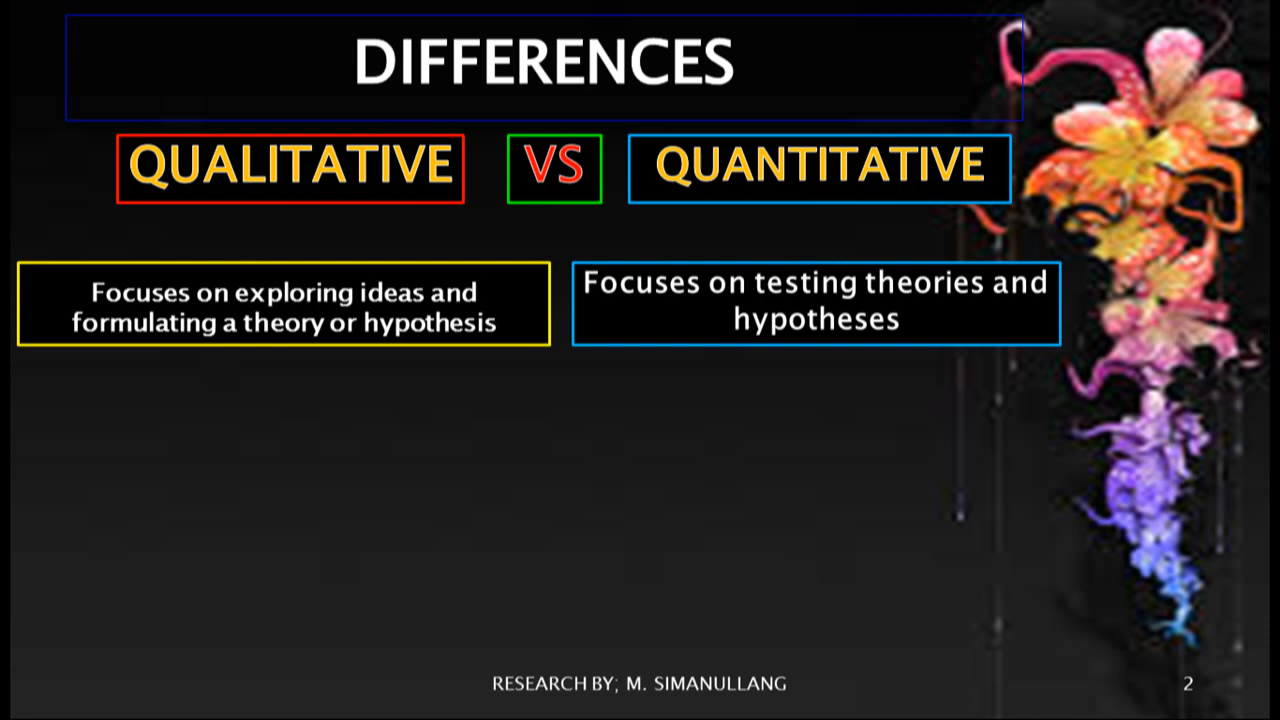 DIFFERENCES
QUALITATIVE VS QUANTITATIVE
Focuses on exploring ideas and
formulating a theory or hypothesis
Focuses on testing theories and
hypotheses
RESEARCH BY; M. SIMANULLANG
2